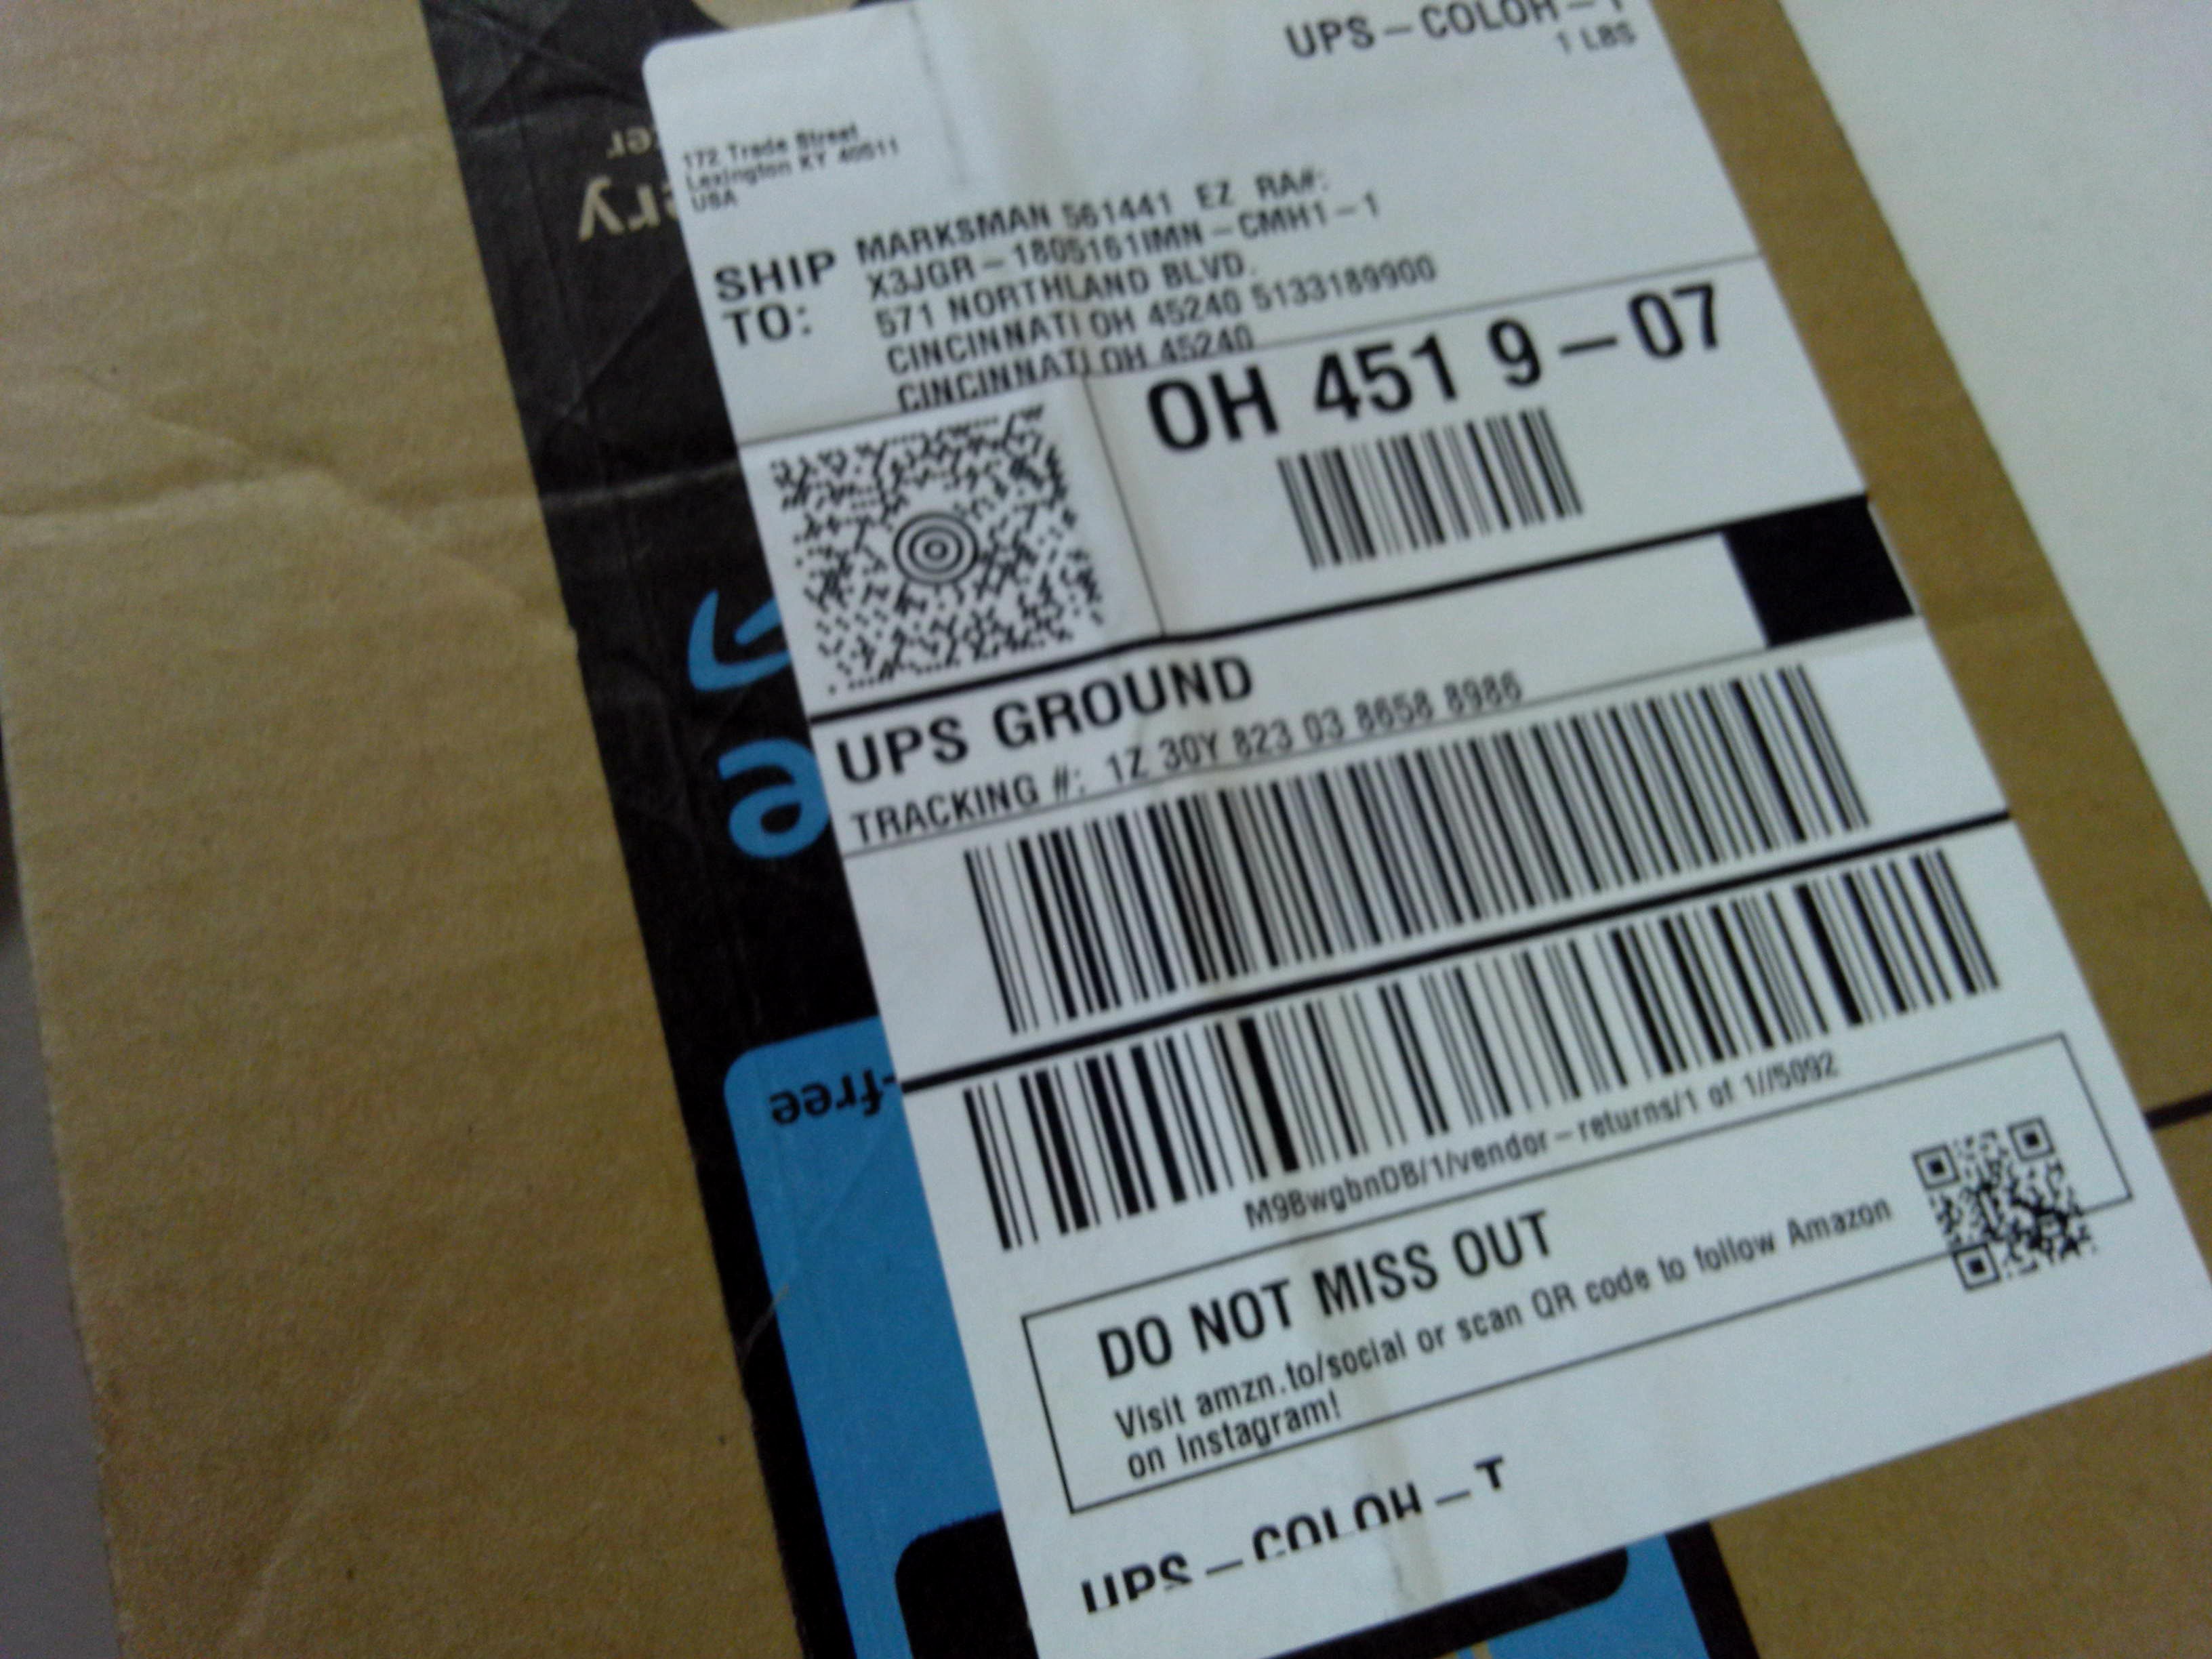 UPS-COLOH-T
1 LBS
172 Trade Street
Lexington KY 40511
USA
SHIP TO:
MARKSMAN 561441 EZ RA#:
X3JGR-1805161IMN-CMH1-1
571 NORTHLAND BLVD.
CINCINNATI OH 45240 5133189900
CINCINNATI OH 45240
OH 451 9-07
UPS GROUND
TRACKING #: 1Z 30Y 823 03 8658 8986
M9BwgbnDB/1/vendor-returns/1 of 1//5092
DO NOT MISS OUT
Visit amzn.to/social or scan QR code to follow Amazon
on Instagram!
UPS-COLOH-T
-free
e
ry
er